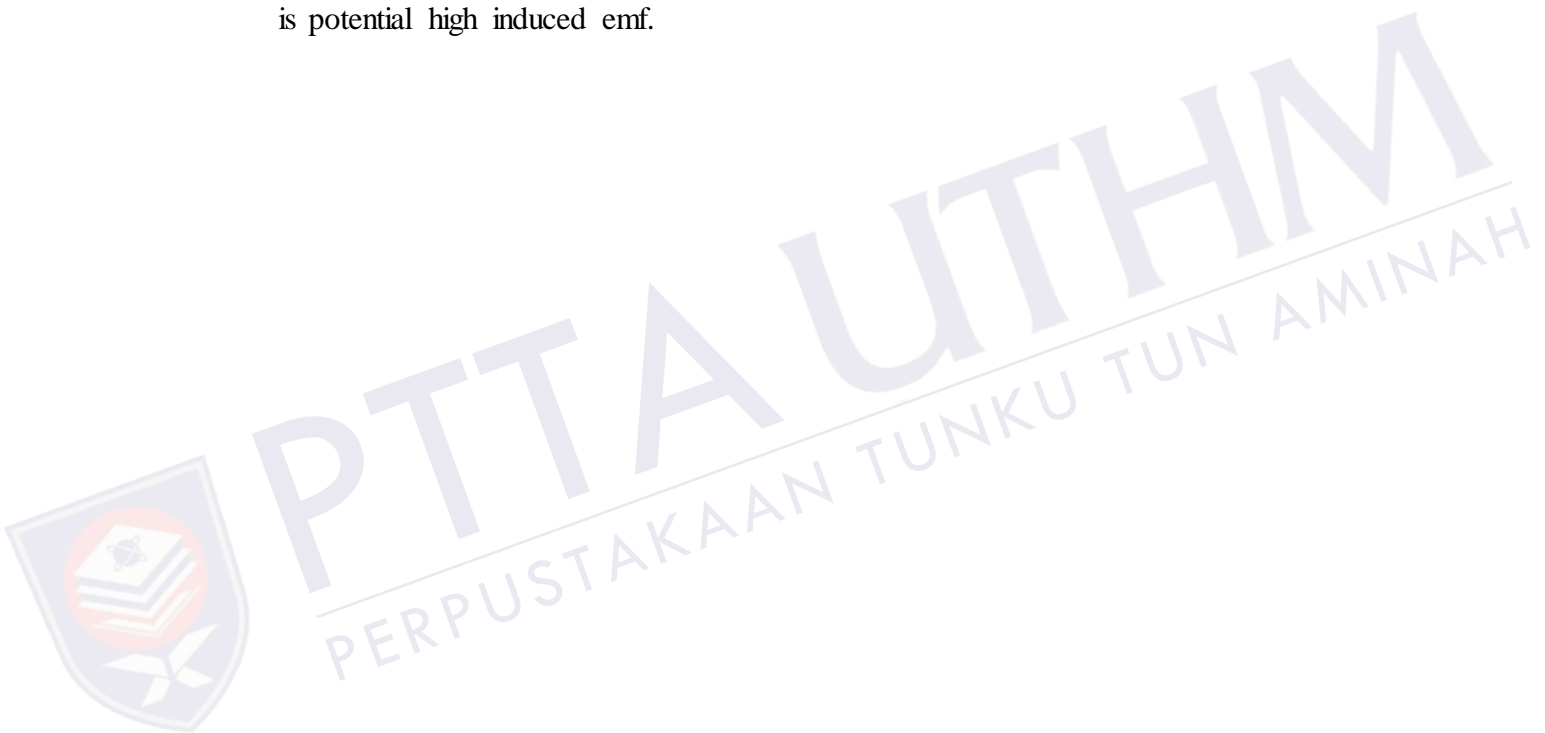 is potential high induced emf.
PTTA UTHM
PERPUSTAKAAN TUNKU TUN AMINAH